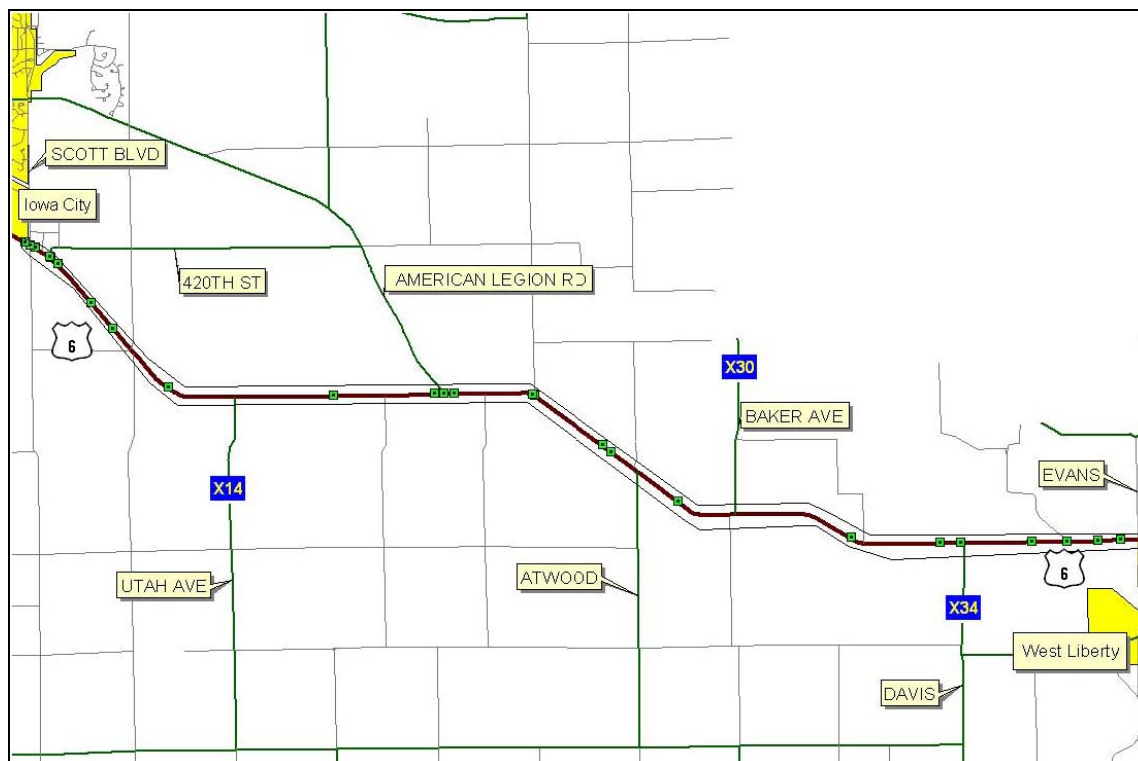 SCOTT BLVD
Iowa City
420TH ST
AMERICAN LEGION RD
6
X30
BAKER AVE
EVANS
X14
UTAH AVE
ATWOOD
6
X34
West Liberty
DAVIS